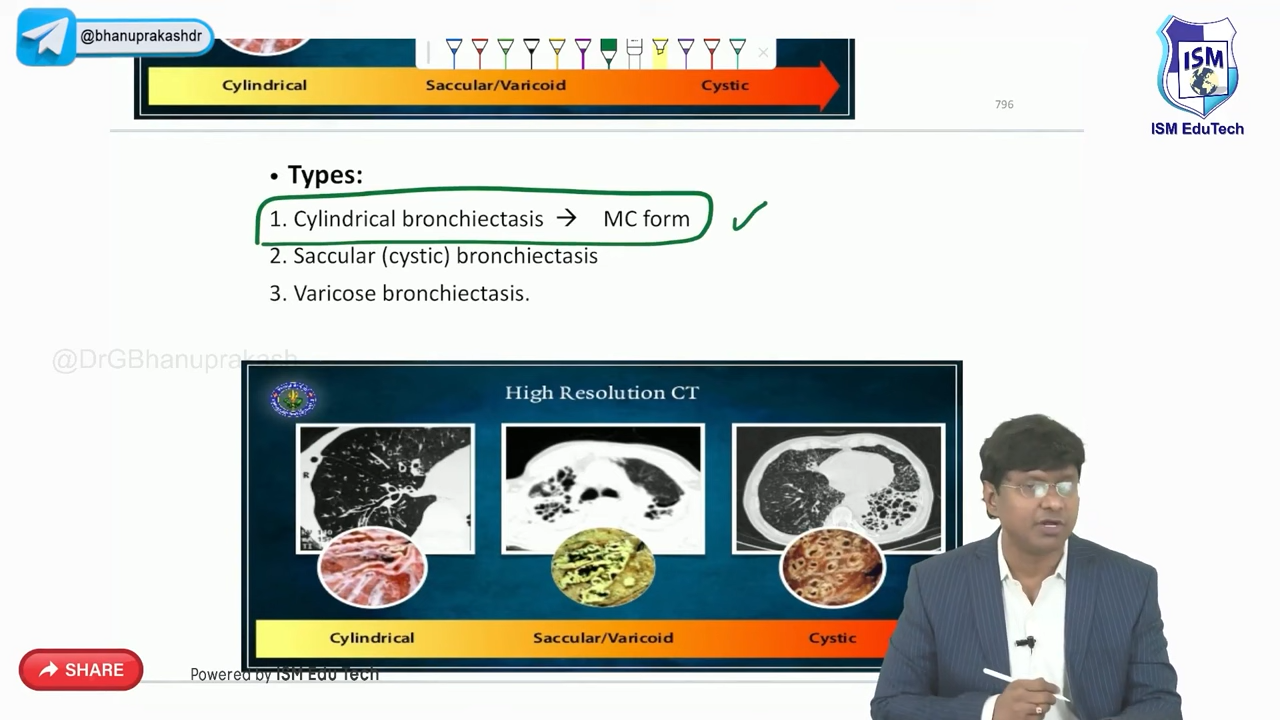 @bhanuprakashdr
Cylindrical Saccular/Varicoid Cystic
796
ISM
ISM EduTech
• Types:
1. Cylindrical bronchiectasis → MC form
2. Saccular (cystic) bronchiectasis
3. Varicose bronchiectasis.
@DrGBhanuprakash
High Resolution CT
R
Cylindrical Saccular/Varicoid Cystic
SHARE
Powered by ISM Edu Tech